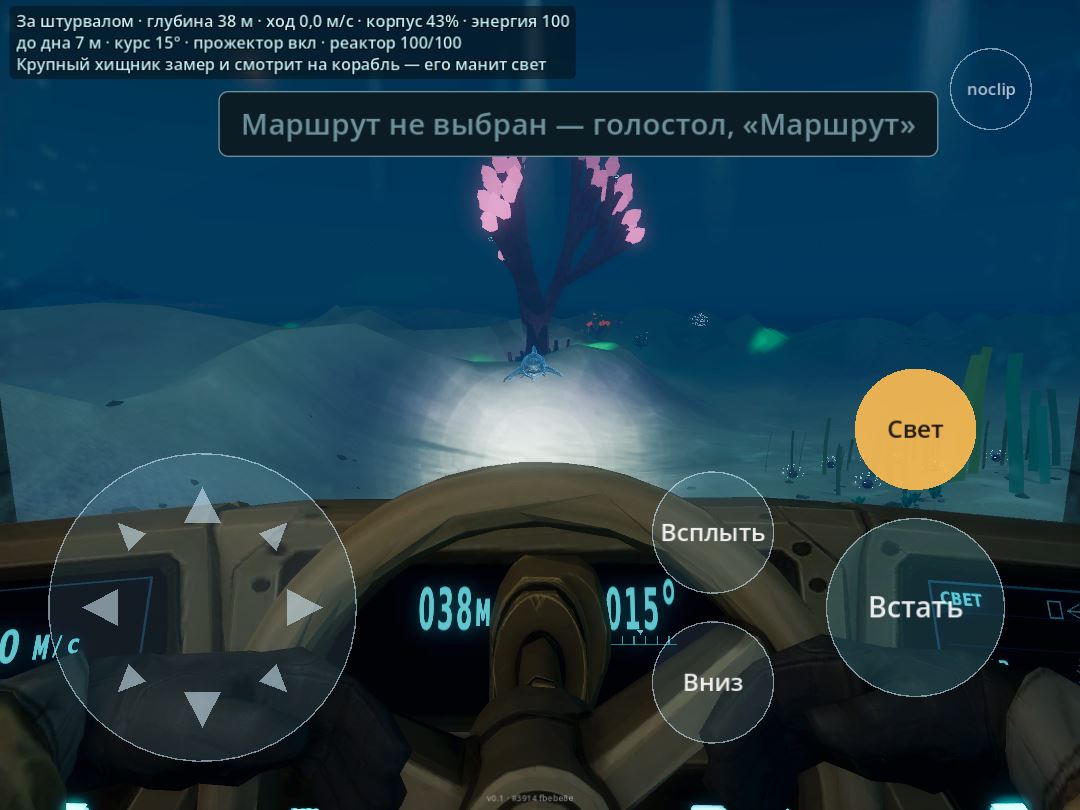 За штурвалом · глубина 38 м · ход 0,0 м/с · корпус 43% · энергия 100
до дна 7 м · курс 15° · прожектор вкл · реактор 100/100
Крупный хищник замер и смотрит на корабль — его манит свет
noclip
Маршрут не выбран — голостол, «Маршрут»
Свет
Всплыть
038м
015°
Встать
СВЕТ
0 м/с
Вниз
v0.1 · #3914 fbebe8e